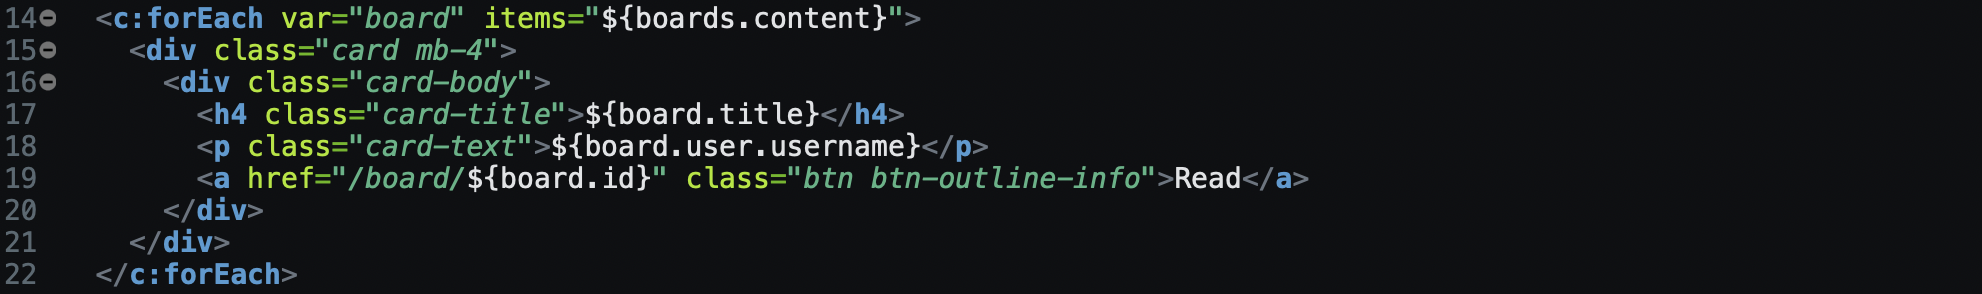 14 <c:forEach var="board" items="${boards.content}">
15 <div class="card mb-4">
16 <div class="card-body">
17 <h4 class="card-title">${board.title}</h4>
18 <p class="card-text">${board.user.username}</p>
19 <a href="/board/${board.id}" class="btn btn-outline-info">Read</a>
20 </div>
21 </div>
22 </c:forEach>